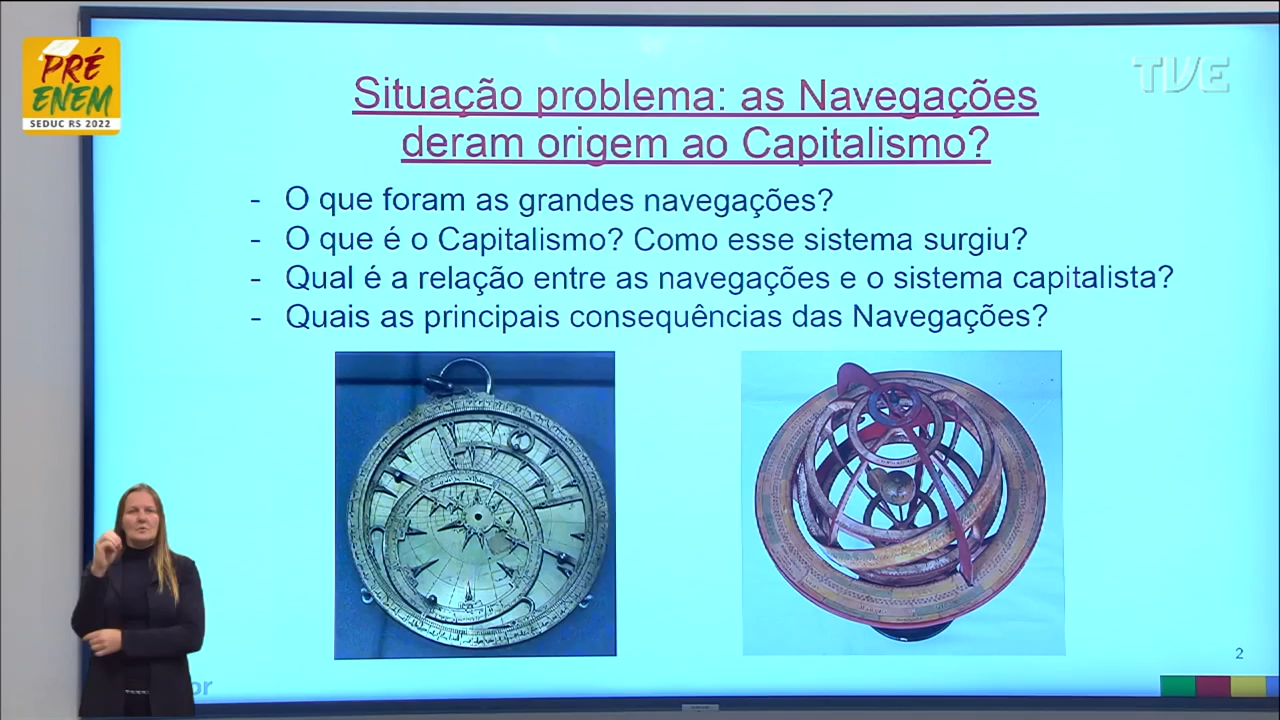 PRÉ
ENEM
SEDUC RS 2022
TVE
Situação problema: as Navegações
deram origem ao Capitalismo?
- O que foram as grandes navegações?
- O que é o Capitalismo? Como esse sistema surgiu?
- Qual é a relação entre as navegações e o sistema capitalista?
- Quais as principais consequências das Navegações?
2
or